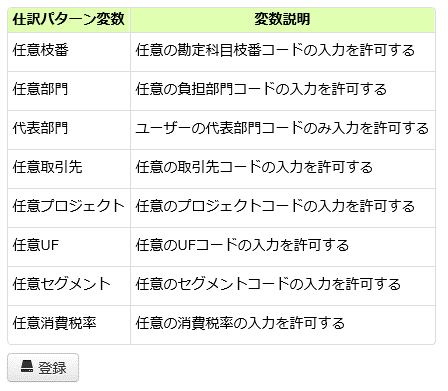 仕訳パターン変数 変数説明
任意枝番 任意の勘定科目枝番コードの入力を許可する
任意部門 任意の負担部門コードの入力を許可する
代表部門 ユーザーの代表部門コードのみ入力を許可する
任意取引先 任意の取引先コードの入力を許可する
任意プロジェクト 任意のプロジェクトコードの入力を許可する
任意UF 任意のUFコードの入力を許可する
任意セグメント 任意のセグメントコードの入力を許可する
任意消費税率 任意の消費税率の入力を許可する
登録